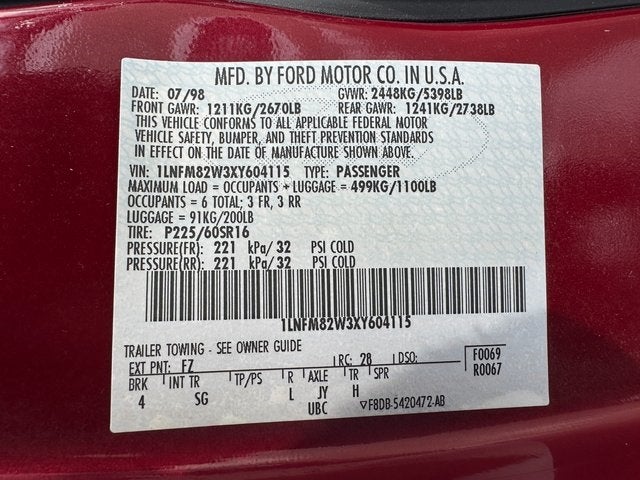 MFD. BY FORD MOTOR CO. IN U.S.A.
DATE: 07/98 GVWR: 2448KG/5398LB
FRONT GAWR: 1211KG/2670LB REAR GAWR: 1241KG/2738LB
THIS VEHICLE CONFORMS TO ALL APPLICABLE FEDERAL MOTOR
VEHICLE SAFETY, BUMPER, AND THEFT PREVENTION STANDARDS
IN EFFECT ON THE DATE OF MANUFACTURE SHOWN ABOVE.
VIN: 1LNFM82W3XY604115 TYPE: PASSENGER
MAXIMUM LOAD = OCCUPANTS + LUGGAGE = 499KG/1100LB
OCCUPANTS = 6 TOTAL; 3 FR, 3 RR
LUGGAGE = 91KG/200LB
TIRE: P225/60SR16
PRESSURE(FR): 221 kPa/32 PSI COLD
PRESSURE(RR): 221 kPa/32 PSI COLD
1LNFM82W3XY604115
TRAILER TOWING - SEE OWNER GUIDE
EXT PNT: FZ RC: 28 DSO: F0069
BRK INT TR TP/PS R AXLE TR SPR R0067
4 SG L JY H
UBC ▽F8DB-5420472-AB